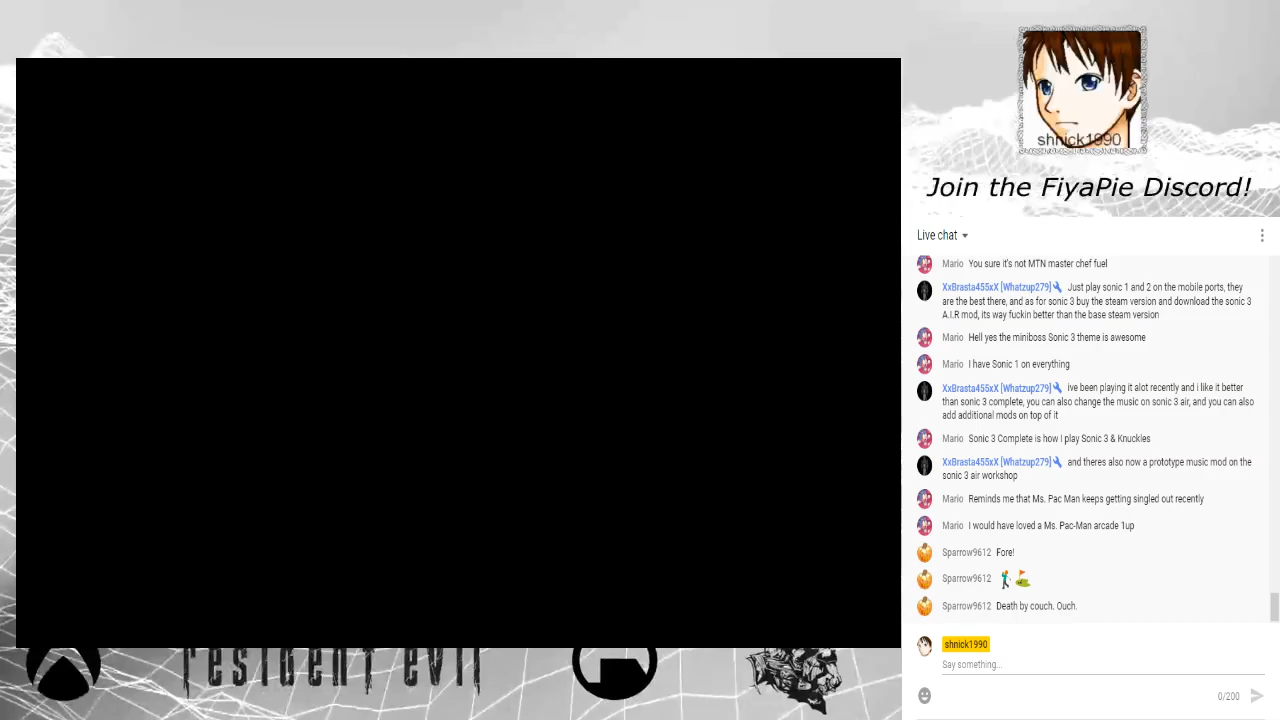 shnick1990
Join the FiyaPie Discord!
Live chat
Mario You sure it's not MTN master chef fuel
XxBrasta455xX [Whatzup279] Just play sonic 1 and 2 on the mobile ports, they
are the best there, and as for sonic 3 buy the steam version and download the sonic 3
A.I.R mod, its way fuckin better than the base steam version
Mario Hell yes the miniboss Sonic 3 theme is awesome
Mario I have Sonic 1 on everything
XxBrasta455xX [Whatzup279] ive been playing it alot recently and i like it better
than sonic 3 complete, you can also change the music on sonic 3 air, and you can also
add additional mods on top of it
Mario Sonic 3 Complete is how I play Sonic 3 & Knuckles
XxBrasta455xX [Whatzup279] and theres also now a prototype music mod on the
sonic 3 air workshop
Mario Reminds me that Ms. Pac Man keeps getting singled out recently
Mario I would have loved a Ms. Pac-Man arcade 1up
Sparrow9612 Fore!
Sparrow9612 🏌️⛳
Sparrow9612 Death by couch. Ouch.
shnick1990
Say something...
0/200
RESIDENT EVIL